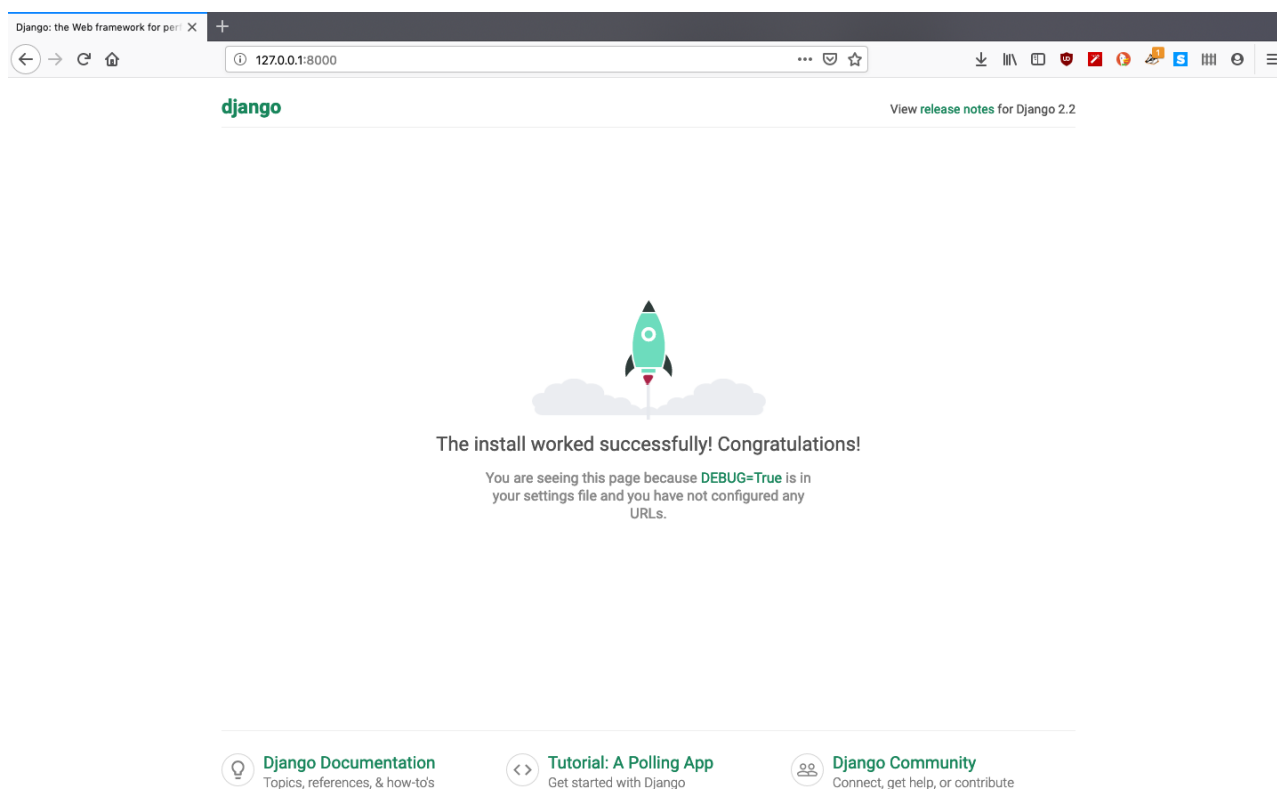 Django: the Web framework for perf
127.0.0.1:8000
django
View release notes for Django 2.2
The install worked successfully! Congratulations!
You are seeing this page because DEBUG=True is in
your settings file and you have not configured any
URLs.
Django Documentation
Topics, references, & how-to's
Tutorial: A Polling App
Get started with Django
Django Community
Connect, get help, or contribute